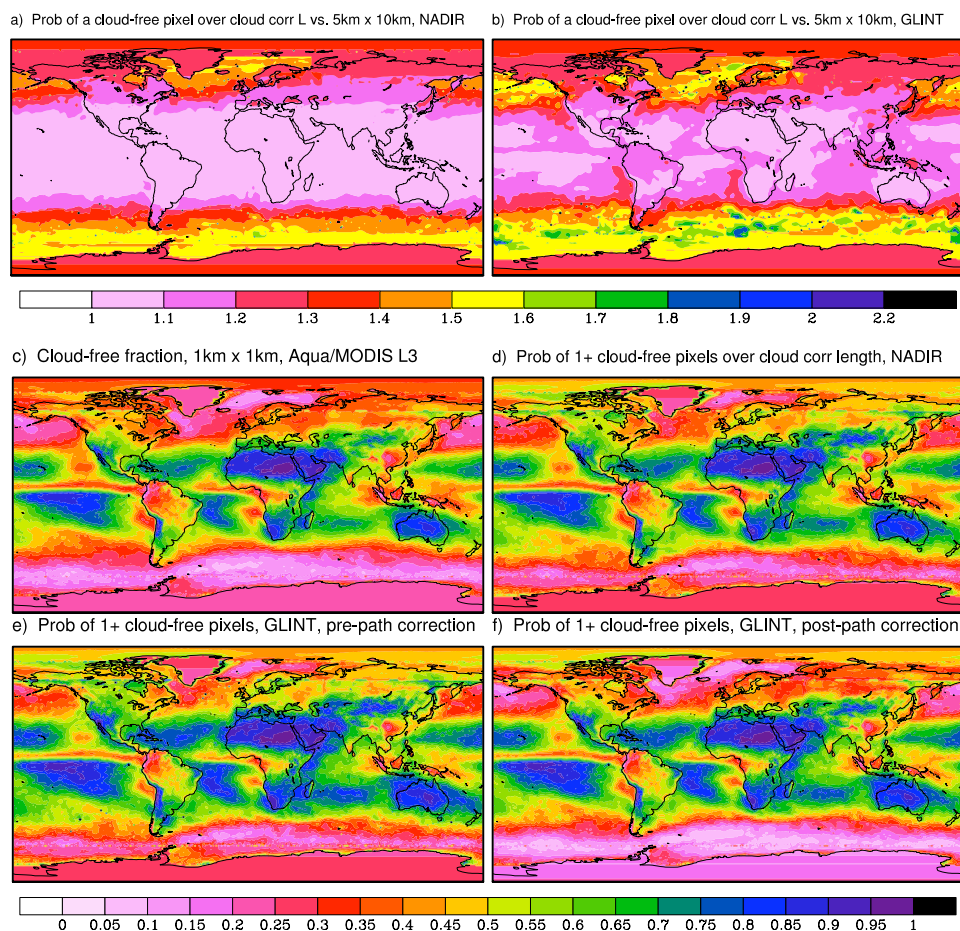 a) Prob of a cloud-free pixel over cloud corr L vs. 5km x 10km, NADIR
b) Prob of a cloud-free pixel over cloud corr L vs. 5km x 10km, GLINT
1 1.1 1.2 1.3 1.4 1.5 1.6 1.7 1.8 1.9 2 2.2
c) Cloud-free fraction, 1km x 1km, Aqua/MODIS L3
d) Prob of 1+ cloud-free pixels over cloud corr length, NADIR
e) Prob of 1+ cloud-free pixels, GLINT, pre-path correction
f) Prob of 1+ cloud-free pixels, GLINT, post-path correction
0 0.05 0.1 0.15 0.2 0.25 0.3 0.35 0.4 0.45 0.5 0.55 0.6 0.65 0.7 0.75 0.8 0.85 0.9 0.95 1